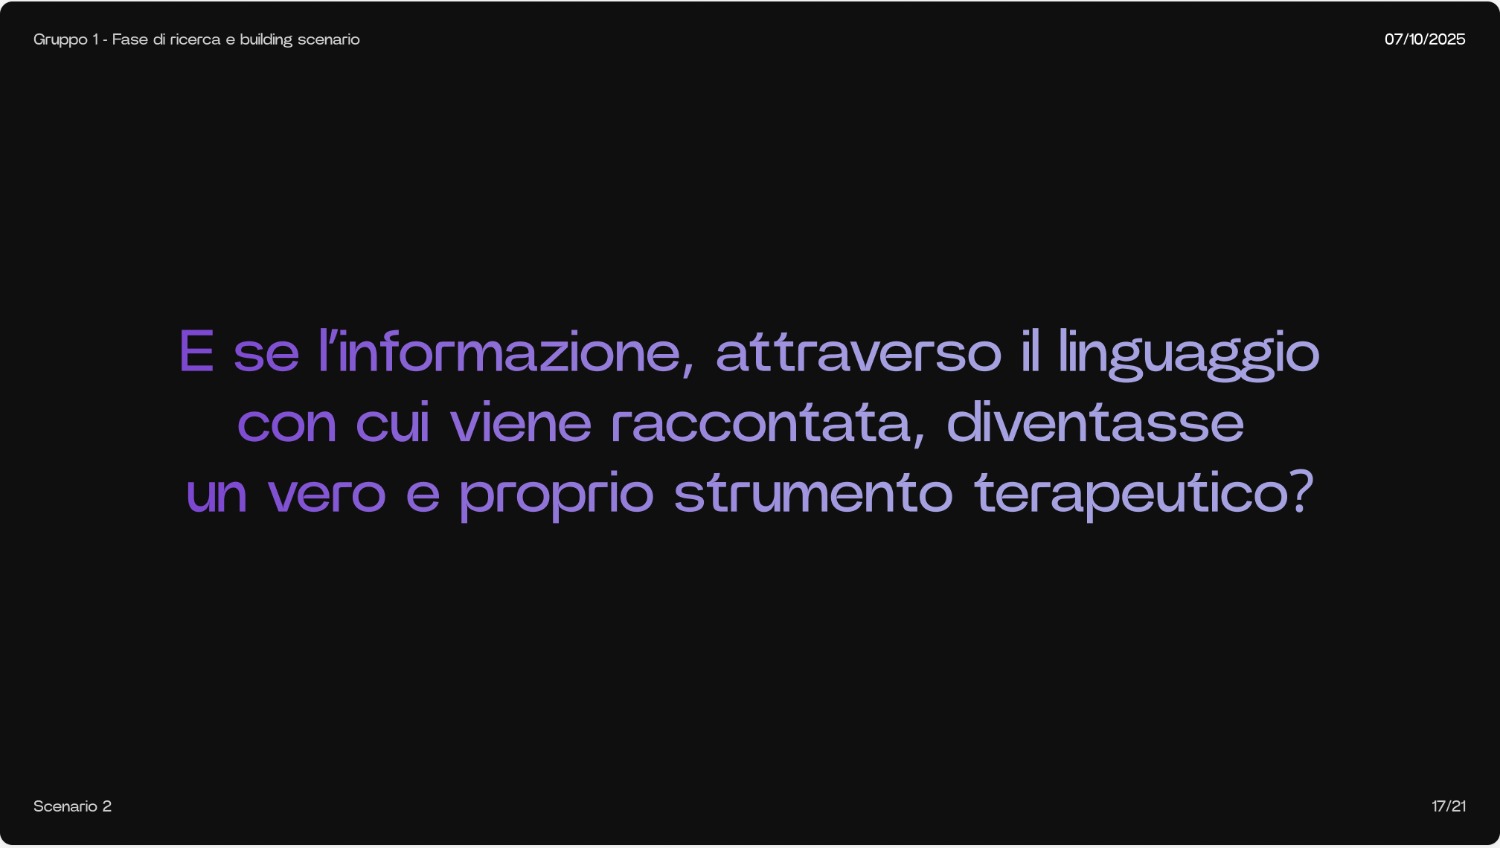 Gruppo 1 - Fase di ricerca e building scenario
07/10/2025
E se l'informazione, attraverso il linguaggio
con cui viene raccontata, diventasse
un vero e proprio strumento terapeutico?
Scenario 2
17/21